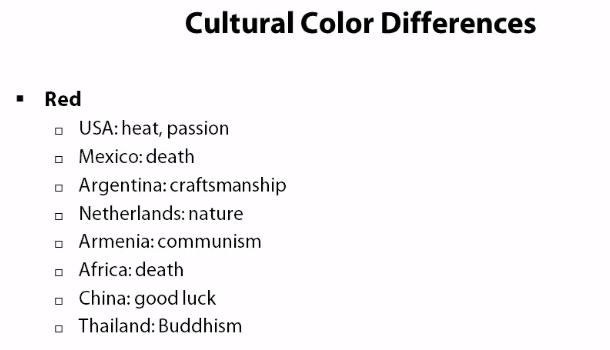 Cultural Color Differences
▪ Red
▫ USA: heat, passion
▫ Mexico: death
▫ Argentina: craftsmanship
▫ Netherlands: nature
▫ Armenia: communism
▫ Africa: death
▫ China: good luck
▫ Thailand: Buddhism